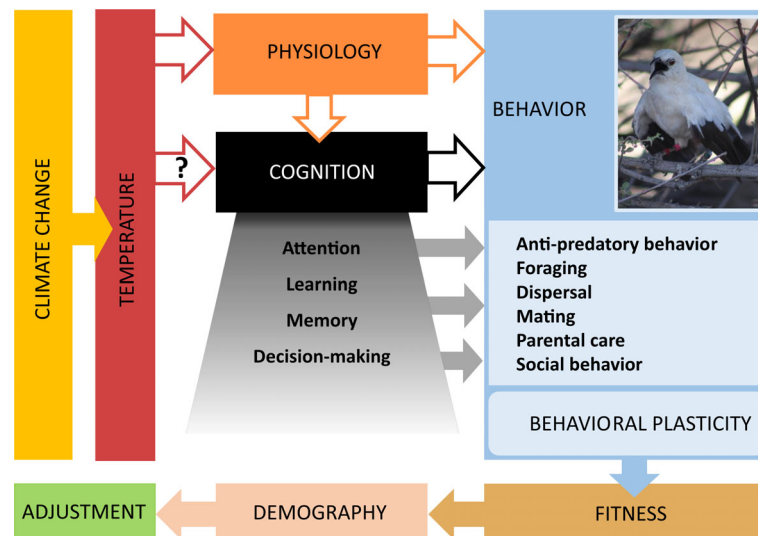 CLIMATE CHANGE
TEMPERATURE
PHYSIOLOGY
?
COGNITION
Attention
Learning
Memory
Decision-making
BEHAVIOR
Anti-predatory behavior
Foraging
Dispersal
Mating
Parental care
Social behavior
BEHAVIORAL PLASTICITY
ADJUSTMENT
DEMOGRAPHY
FITNESS